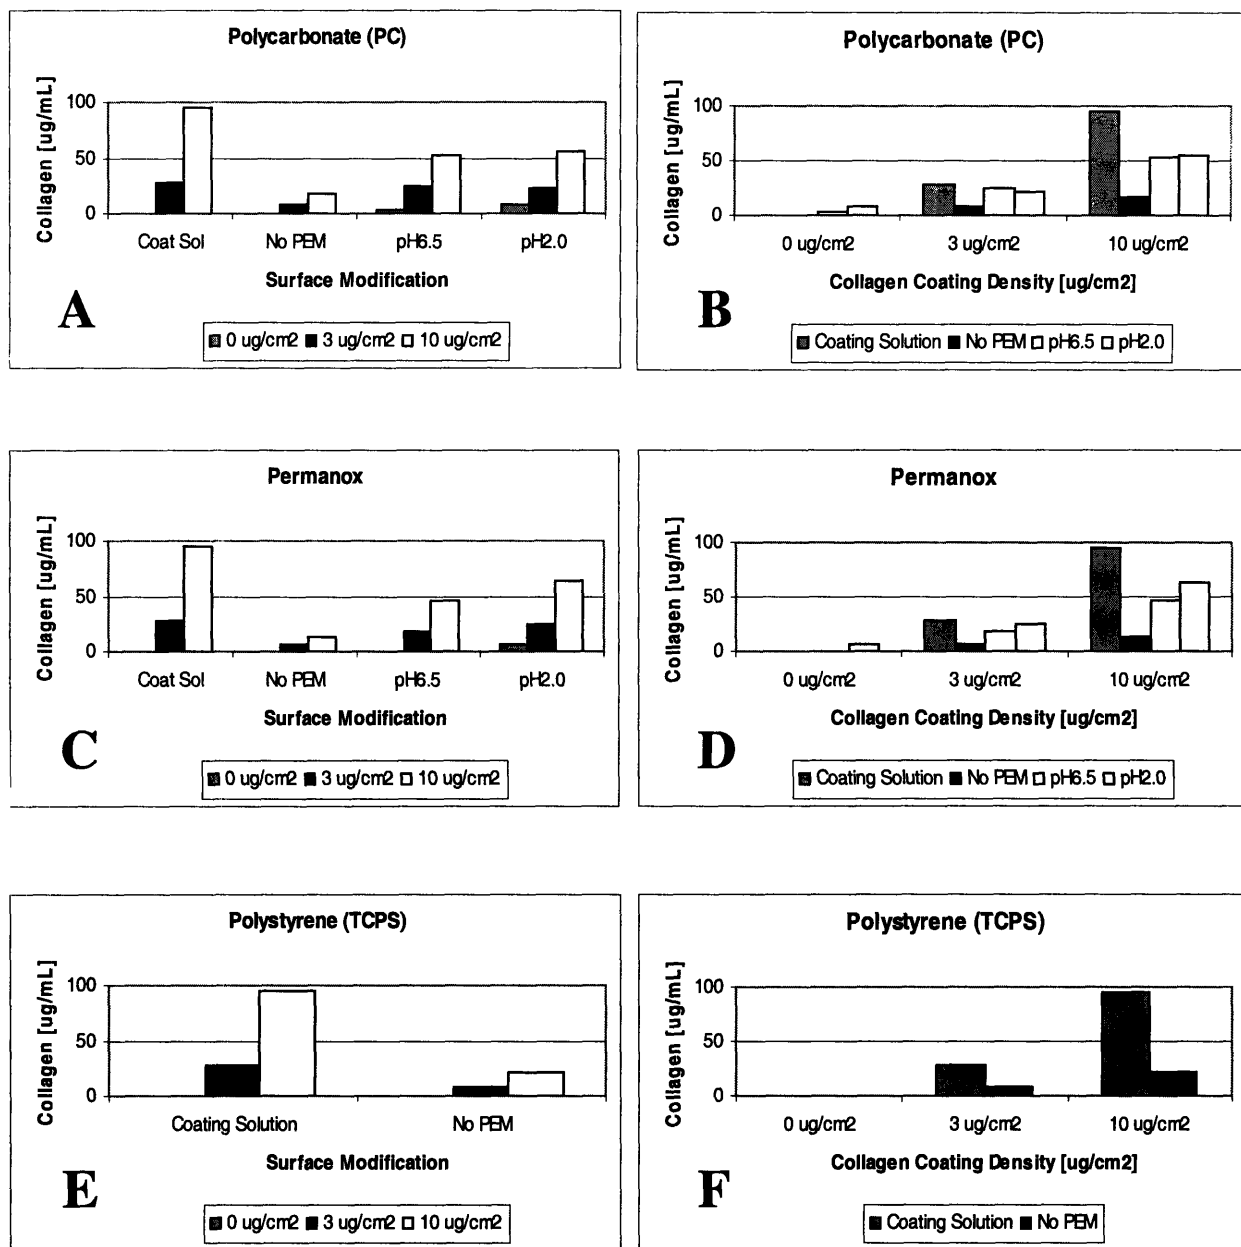 Polycarbonate (PC)
Collagen [ug/mL]
100
50
0
Coat Sol No PEM pH6.5 pH2.0
Surface Modification
A
0 ug/cm2 3 ug/cm2 10 ug/cm2
Polycarbonate (PC)
Collagen [ug/mL]
100
50
0
0 ug/cm2 3 ug/cm2 10 ug/cm2
Collagen Coating Density [ug/cm2]
B
Coating Solution No PEM pH6.5 pH2.0
Permanox
Collagen [ug/mL]
100
50
0
Coat Sol No PEM pH6.5 pH2.0
Surface Modification
C
0 ug/cm2 3 ug/cm2 10 ug/cm2
Permanox
Collagen [ug/mL]
100
50
0
0 ug/cm2 3 ug/cm2 10 ug/cm2
Collagen Coating Density [ug/cm2]
D
Coating Solution No PEM pH6.5 pH2.0
Polystyrene (TCPS)
Collagen [ug/mL]
100
50
0
Coating Solution No PEM
Surface Modification
E
0 ug/cm2 3 ug/cm2 10 ug/cm2
Polystyrene (TCPS)
Collagen [ug/mL]
100
50
0
0 ug/cm2 3 ug/cm2 10 ug/cm2
Collagen Coating Density [ug/cm2]
F
Coating Solution No PEM